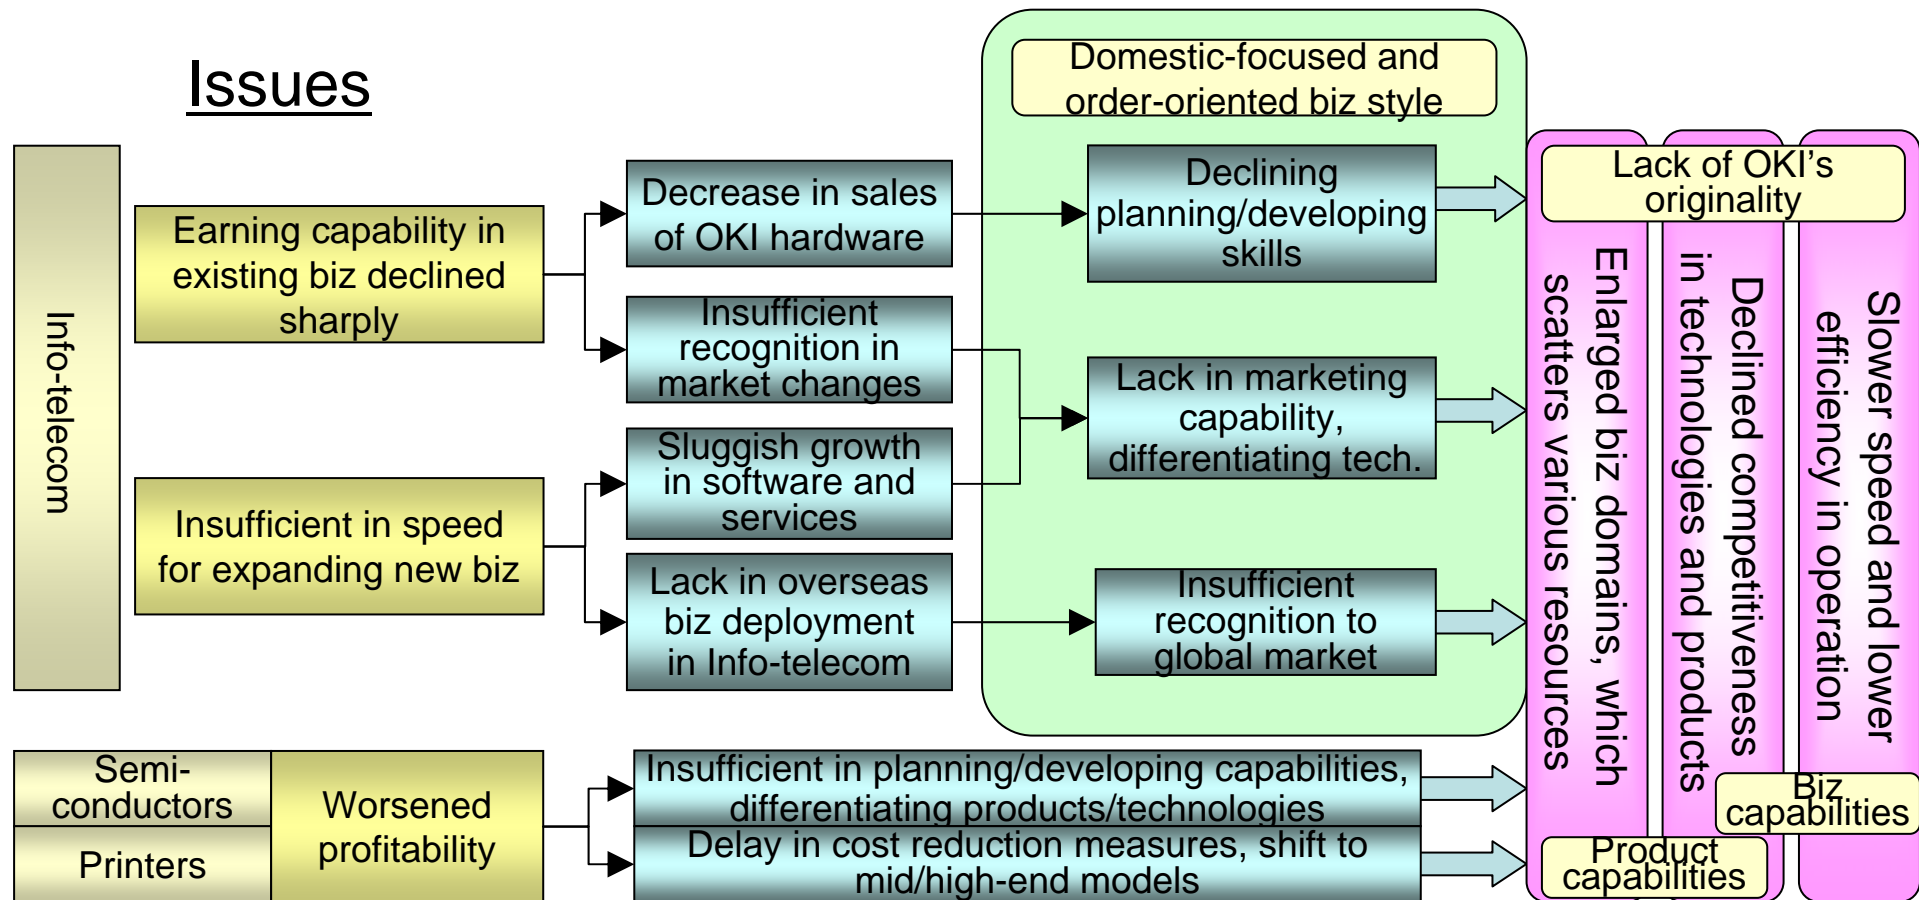 Issues
Domestic-focused and
order-oriented biz style
Info-telecom
Earning capability in
existing biz declined
sharply
Insufficient in speed
for expanding new biz
Decrease in sales
of OKI hardware
Insufficient
recognition in
market changes
Sluggish growth
in software and
services
Lack in overseas
biz deployment
in Info-telecom
Declining
planning/developing
skills
Lack in marketing
capability,
differentiating tech.
Insufficient
recognition to
global market
Lack of OKI’s
originality
Enlarged biz domains, which
scatters various resources
Declined competitiveness
in technologies and products
Slower speed and lower
efficiency in operation
Biz
capabilities
Product
capabilities
Semi-
conductors
Printers
Worsened
profitability
Insufficient in planning/developing capabilities,
differentiating products/technologies
Delay in cost reduction measures, shift to
mid/high-end models